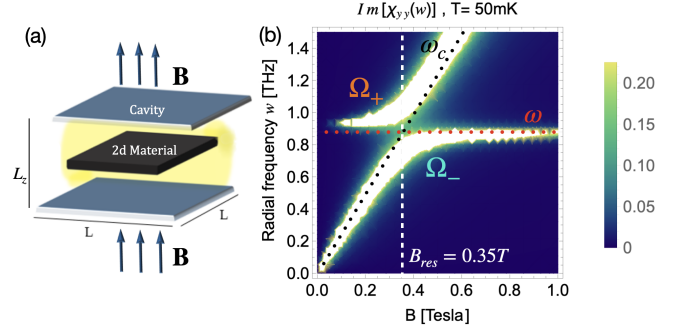 Im[χyy(w)] , T= 50mK
(a)
B
Cavity
2d Material
Lz
L
L
B
(b)
Radial frequency w [THz]
1.4
1.2
1.0
0.8
0.6
0.4
0.2
0.0
ωc
Ω+
ω
Ω−
Bres = 0.35T
0.0 0.2 0.4 0.6 0.8 1.0
B [Tesla]
0.20
0.15
0.10
0.05
0